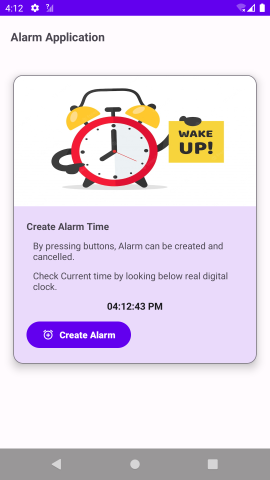 4:12
Alarm Application
WAKE
UP!
Create Alarm Time
By pressing buttons, Alarm can be created and
cancelled.
Check Current time by looking below real digital
clock.
04:12:43 PM
Create Alarm